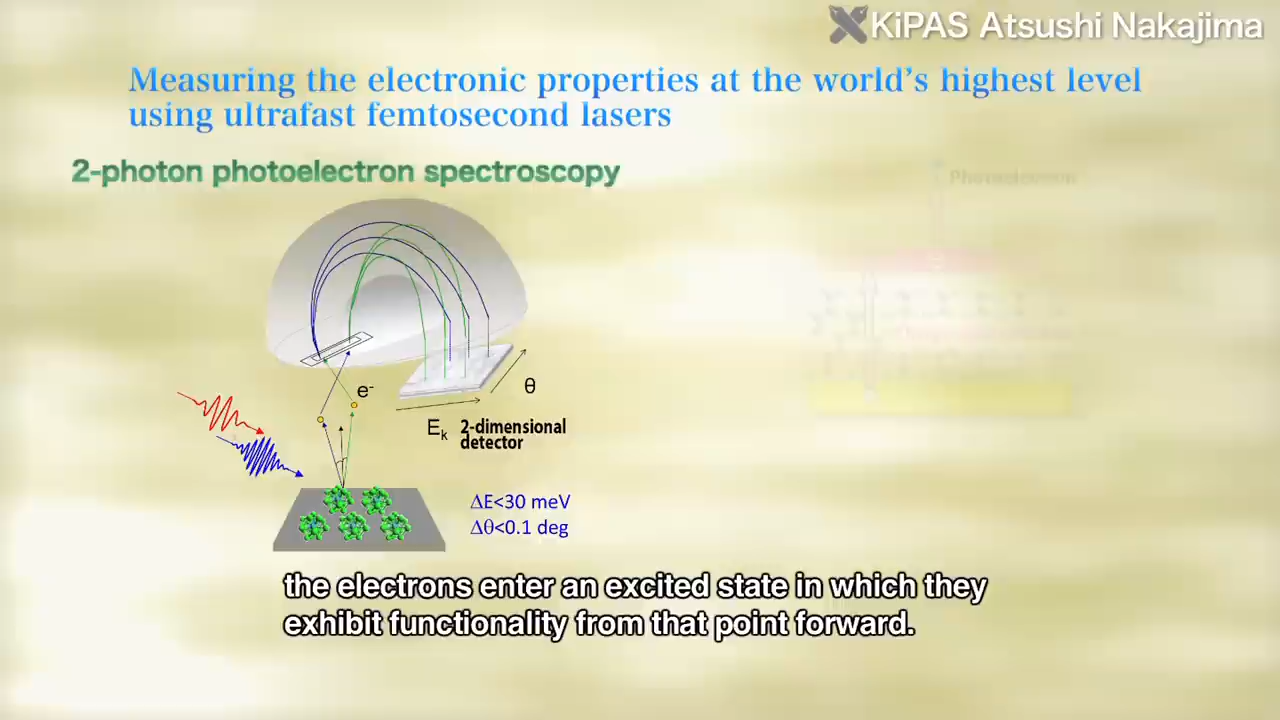 KiPAS Atsushi Nakajima
Measuring the electronic properties at the world's highest level
using ultrafast femtosecond lasers
2-photon photoelectron spectroscopy
Photoelectron
e-
θ
Ek
2-dimensional
detector
ΔE<30 meV
Δθ<0.1 deg
the electrons enter an excited state in which they
exhibit functionality from that point forward.